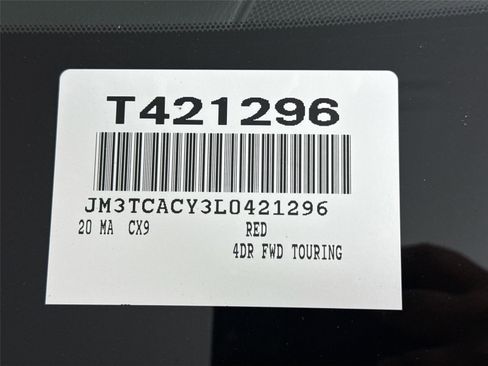 T421296
JM3TCACY3L0421296
20 MA CX9 RED
4DR FWD TOURING